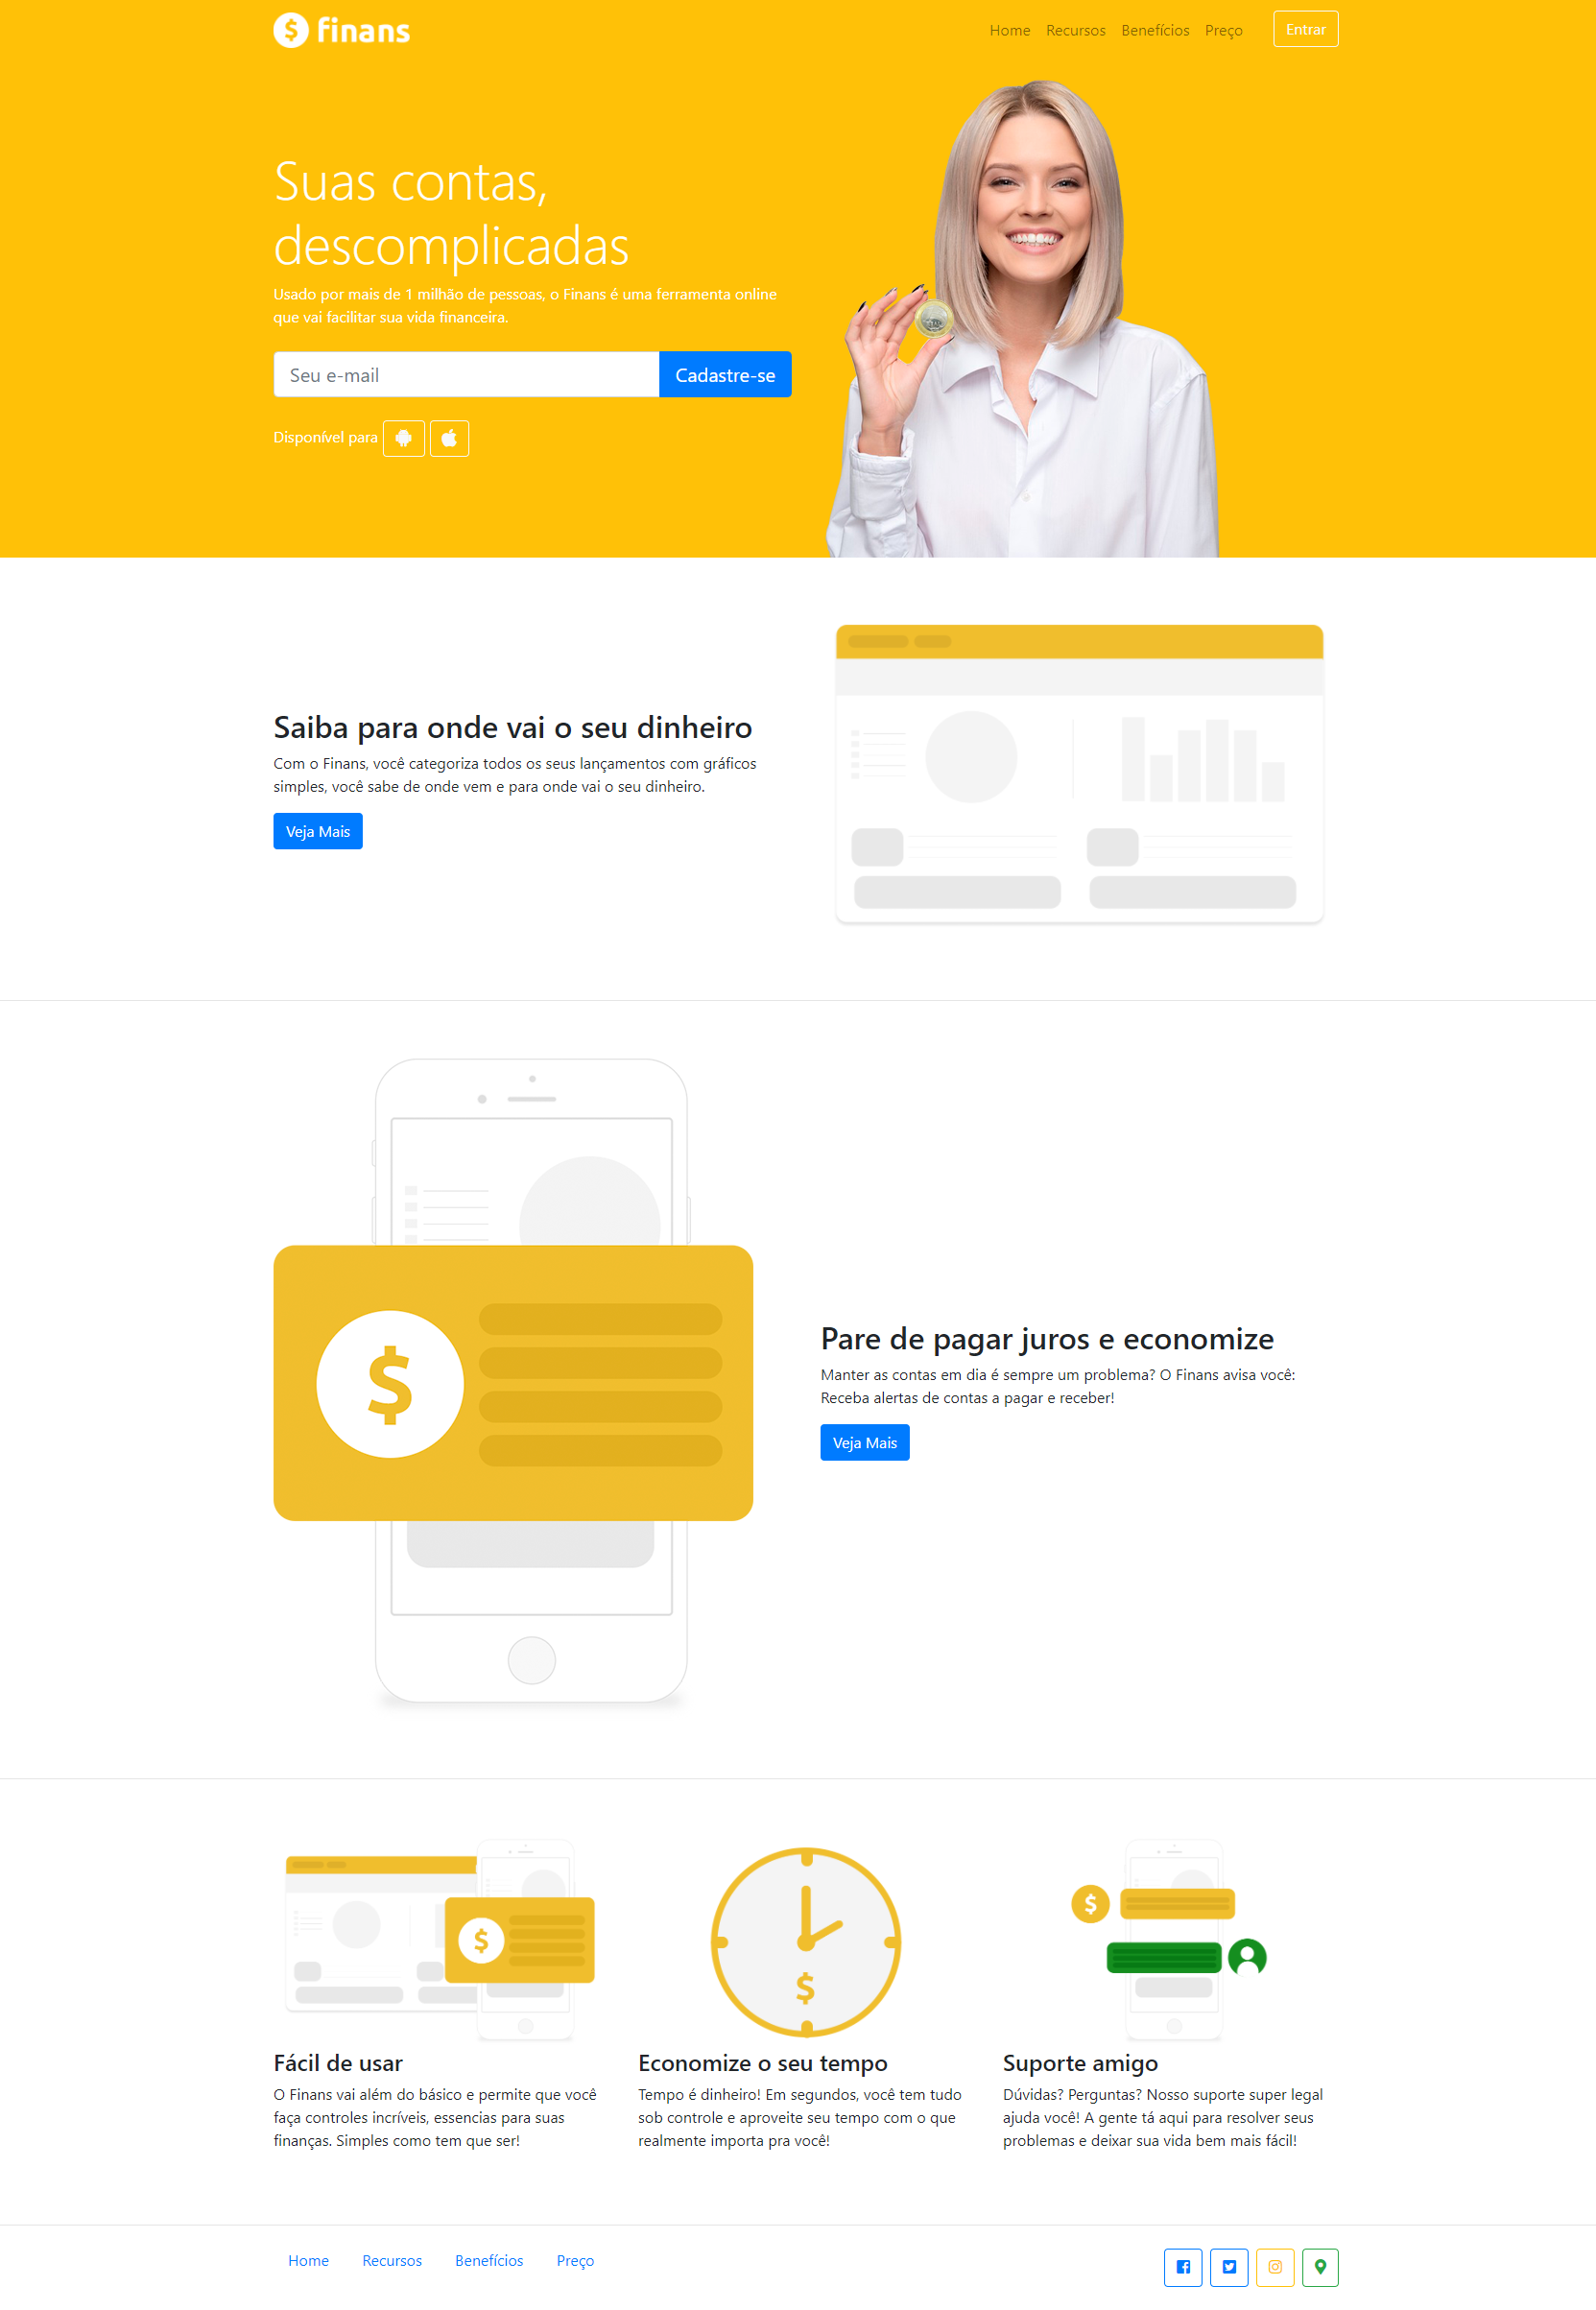 $ finans
Home Recursos Benefícios Preço Entrar
Suas contas,
descomplicadas
Usado por mais de 1 milhão de pessoas, o Finans é uma ferramenta online
que vai facilitar sua vida financeira.
Seu e-mail Cadastre-se
Disponível para
Saiba para onde vai o seu dinheiro
Com o Finans, você categoriza todos os seus lançamentos com gráficos
simples, você sabe de onde vem e para onde vai o seu dinheiro.
Veja Mais
$
Pare de pagar juros e economize
Manter as contas em dia é sempre um problema? O Finans avisa você:
Receba alertas de contas a pagar e receber!
Veja Mais
$
$
$
Fácil de usar
O Finans vai além do básico e permite que você
faça controles incríveis, essencias para suas
finanças. Simples como tem que ser!
Economize o seu tempo
Tempo é dinheiro! Em segundos, você tem tudo
sob controle e aproveite seu tempo com o que
realmente importa pra você!
Suporte amigo
Dúvidas? Perguntas? Nosso suporte super legal
ajuda você! A gente tá aqui para resolver seus
problemas e deixar sua vida bem mais fácil!
Home Recursos Benefícios Preço